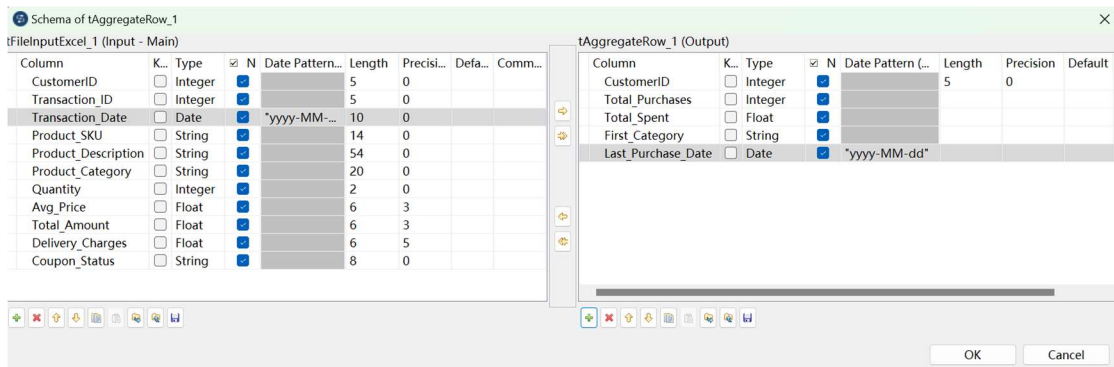 Schema of tAggregateRow_1
tFileInputExcel_1 (Input - Main)
Column K... Type N Date Pattern... Length Precisi... Defa... Comm...
CustomerID Integer 5 0
Transaction_ID Integer 5 0
Transaction_Date Date "yyyy-MM-... 10 0
Product_SKU String 14 0
Product_Description String 54 0
Product_Category String 20 0
Quantity Integer 2 0
Avg_Price Float 6 3
Total_Amount Float 6 3
Delivery_Charges Float 6 5
Coupon_Status String 8 0
tAggregateRow_1 (Output)
Column K... Type N Date Pattern (... Length Precision Default
CustomerID Integer 5 0
Total_Purchases Integer
Total_Spent Float
First_Category String
Last_Purchase_Date Date "yyyy-MM-dd"
OK Cancel